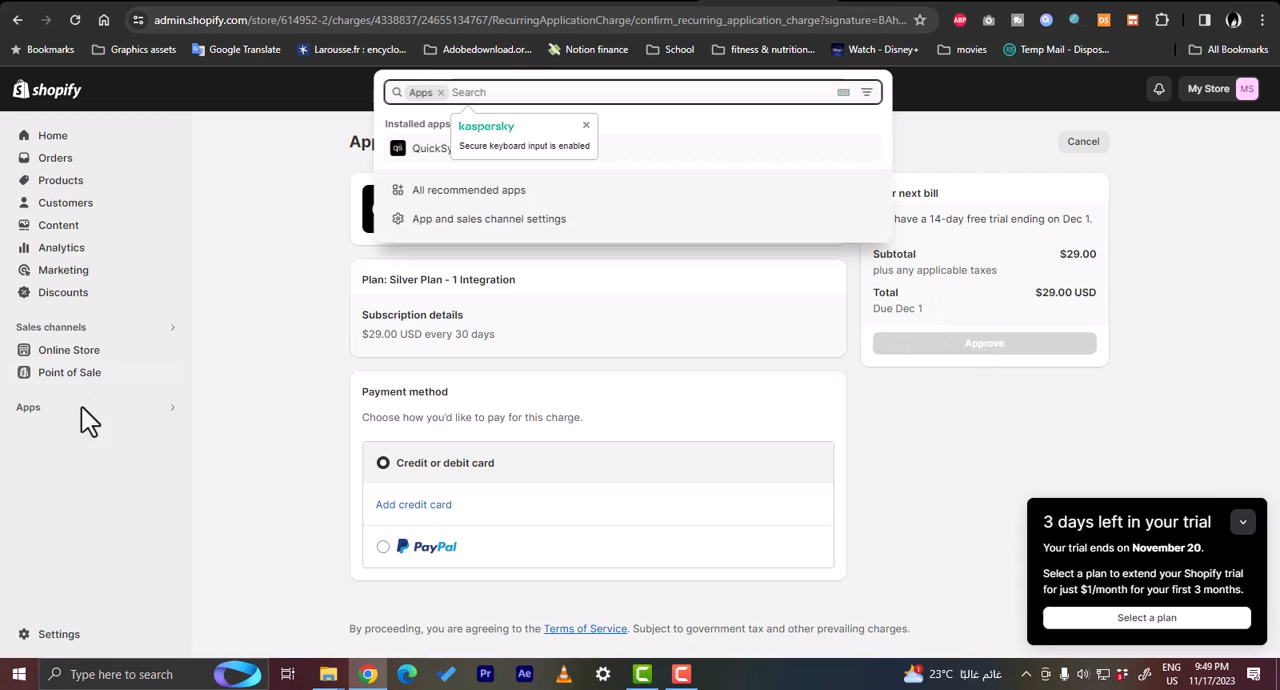 admin.shopify.com/store/614952-2/charges/4338837/24655134767/RecurringApplicationCharge/confirm_recurring_application_charge?signature=BAh...
ABP
DS
Bookmarks
Graphics assets
Google Translate
Larousse.fr : encyclo...
Adobedownload.or...
Notion finance
School
fitness & nutrition...
Watch - Disney+
movies
Temp Mail - Dispos...
All Bookmarks
shopify
Apps
Search
My Store
MS
Installed apps
kaspersky
Secure keyboard input is enabled
qs
QuickSy
All recommended apps
App and sales channel settings
Home
Orders
Products
Customers
Content
Analytics
Marketing
Discounts
Sales channels
Online Store
Point of Sale
Apps
Settings
App
Cancel
r next bill
have a 14-day free trial ending on Dec 1.
Subtotal $29.00
plus any applicable taxes
Total $29.00 USD
Due Dec 1
Approve
Plan: Silver Plan - 1 Integration
Subscription details
$29.00 USD every 30 days
Payment method
Choose how you'd like to pay for this charge.
Credit or debit card
Add credit card
PayPal
By proceeding, you are agreeing to the Terms of Service. Subject to government tax and other prevailing charges.
3 days left in your trial
Your trial ends on November 20.
Select a plan to extend your Shopify trial
for just $1/month for your first 3 months.
Select a plan
Type here to search
Pr
Ae
23°C
غائم غالبًا
ENG
US
9:49 PM
11/17/2023